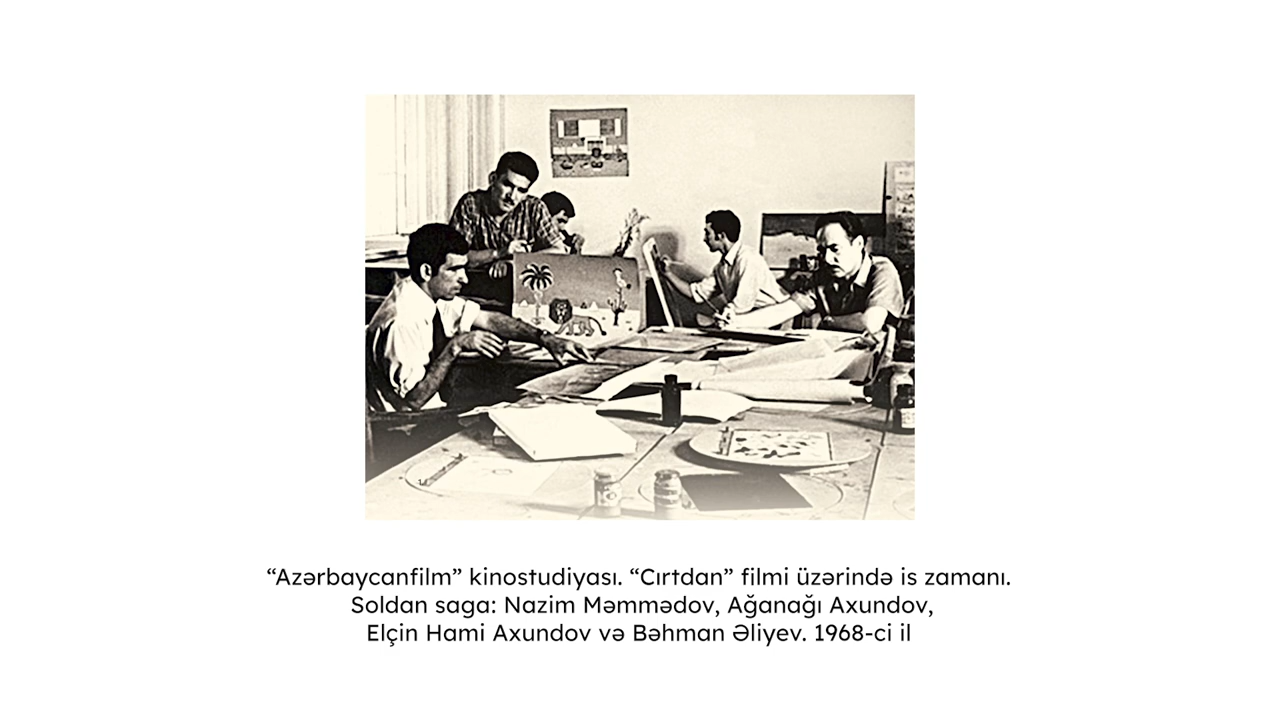 “Azərbaycanfilm” kinostudiyası. “Cırtdan” filmi üzərində is zamanı.
Soldan saga: Nazim Məmmədov, Ağanağı Axundov,
Elçin Hami Axundov və Bəhman Əliyev. 1968-ci il